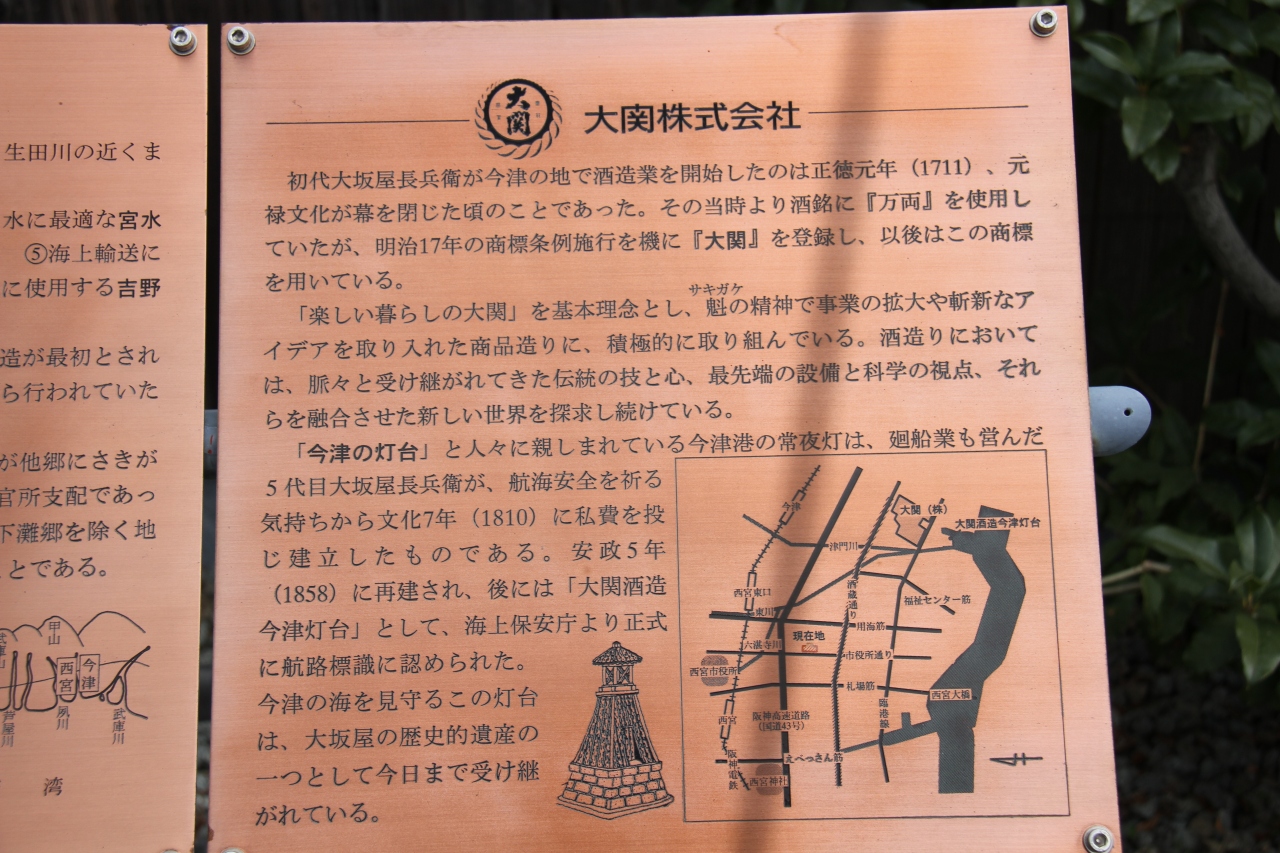 生田川の近くま
水に最適な宮水
⑤海上輸送に
に使用する吉野
造が最初とされ
ら行われていた
が他郷にさきが
官所支配であっ
下灘郷を除く地
とである。
甲山
武庫山
西宮
今津
芦屋川
夙川
武庫川
湾
大関
大関株式会社
初代大坂屋長兵衛が今津の地で酒造業を開始したのは正徳元年（1711）、元
禄文化が幕を閉じた頃のことであった。その当時より酒銘に『万両』を使用し
ていたが、明治17年の商標条例施行を機に『大関』を登録し、以後はこの商標
を用いている。
サキガケ
「楽しい暮らしの大関」を基本理念とし、魁の精神で事業の拡大や斬新なア
イデアを取り入れた商品造りに、積極的に取り組んでいる。酒造りにおいて
は、脈々と受け継がれてきた伝統の技と心、最先端の設備と科学の視点、それ
らを融合させた新しい世界を探求し続けている。
「今津の灯台」と人々に親しまれている今津港の常夜灯は、廻船業も営んだ
5代目大坂屋長兵衛が、航海安全を祈る
気持ちから文化7年（1810）に私費を投
じ建立したものである。安政5年
（1858）に再建され、後には「大関酒造
今津灯台」として、海上保安庁より正式
に航路標識に認められた。
今津の海を見守るこの灯台
は、大坂屋の歴史的遺産の
一つとして今日まで受け継
がれている。
今津
大関（株）
大関酒造今津灯台
津門川
西宮東口
酒蔵通り
福祉センター筋
東川
用海筋
現在地
六湛寺川
市役所通り
西宮市役所
札場筋
西宮大橋
臨港線
西宮
阪神高速道路
（国道43号）
阪神電鉄
えべっさん筋
西宮神社